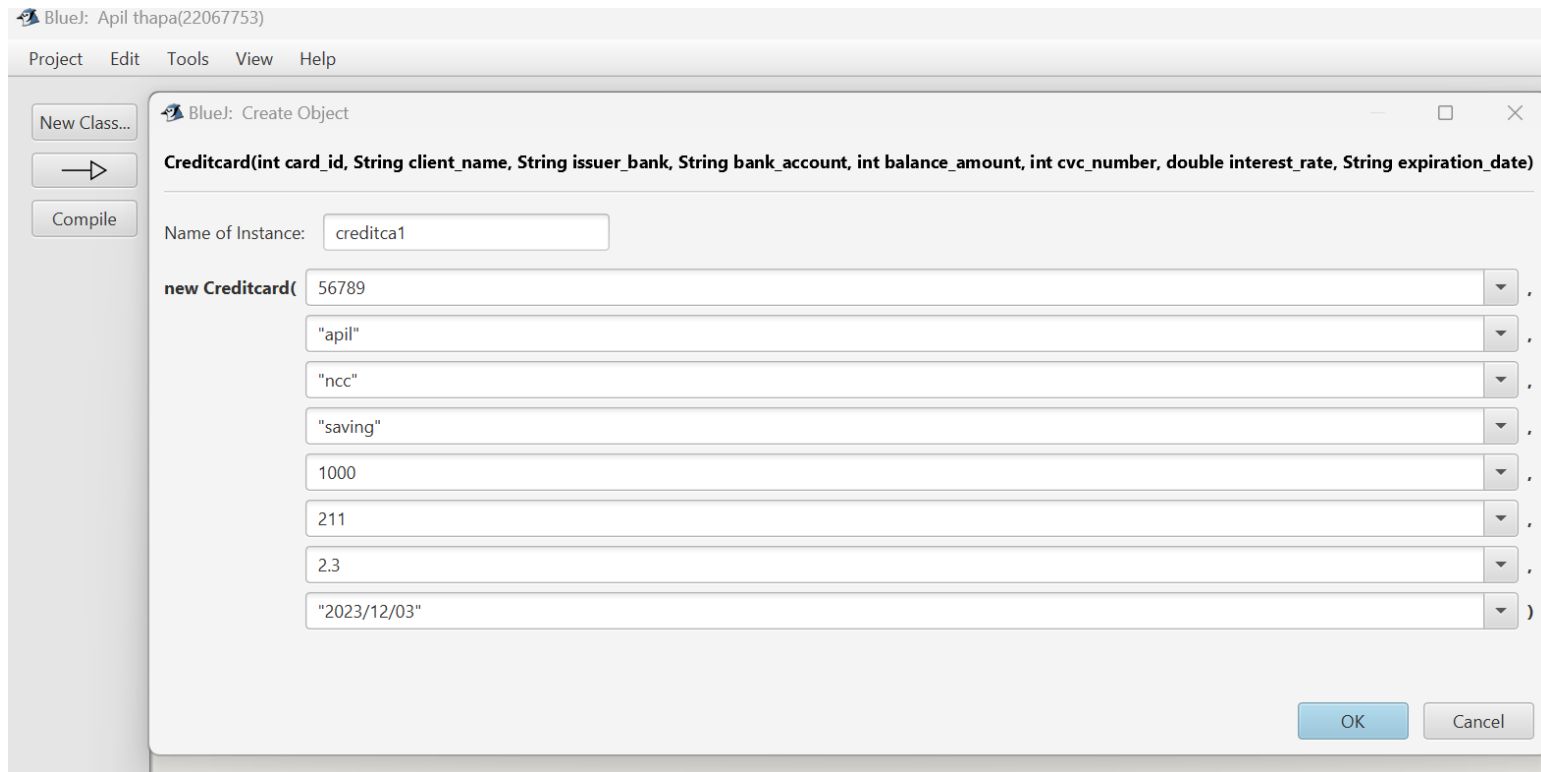 BlueJ: Apil thapa(22067753)
Project Edit Tools View Help
New Class...
Compile
BlueJ: Create Object
Creditcard(int card_id, String client_name, String issuer_bank, String bank_account, int balance_amount, int cvc_number, double interest_rate, String expiration_date)
Name of Instance: creditca1
new Creditcard( 56789 ,
"apil" ,
"ncc" ,
"saving" ,
1000 ,
211 ,
2.3 ,
"2023/12/03" )
OK Cancel